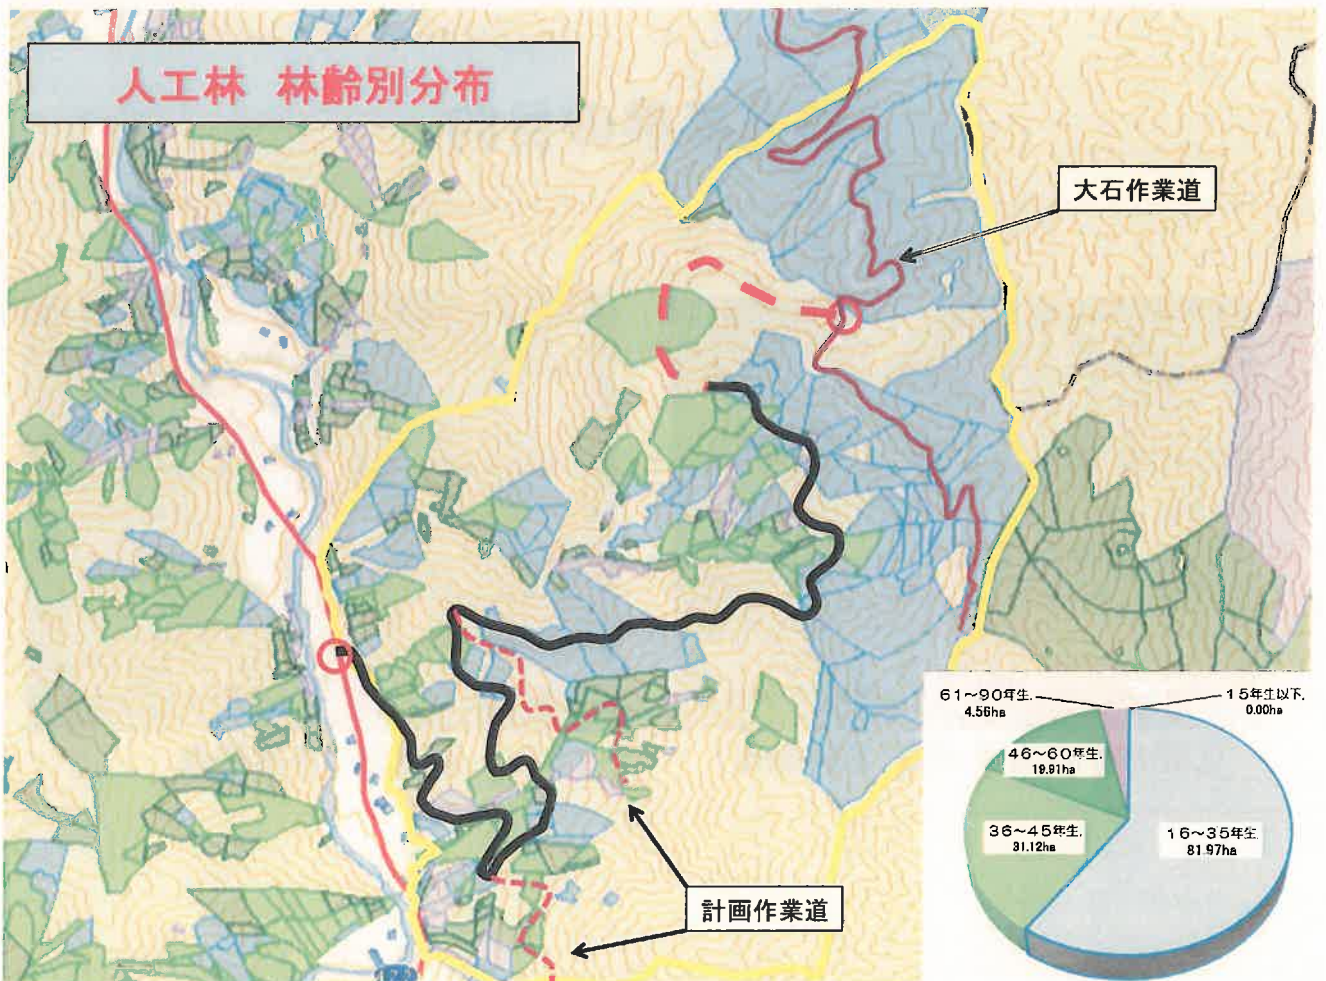 人工林 林齢別分布
大石作業道
61～90年生.
4.56ha
15年生以下.
0.00ha
46～60年生.
19.91ha
36～45年生.
31.12ha
16～35年生.
81.97ha
計画作業道